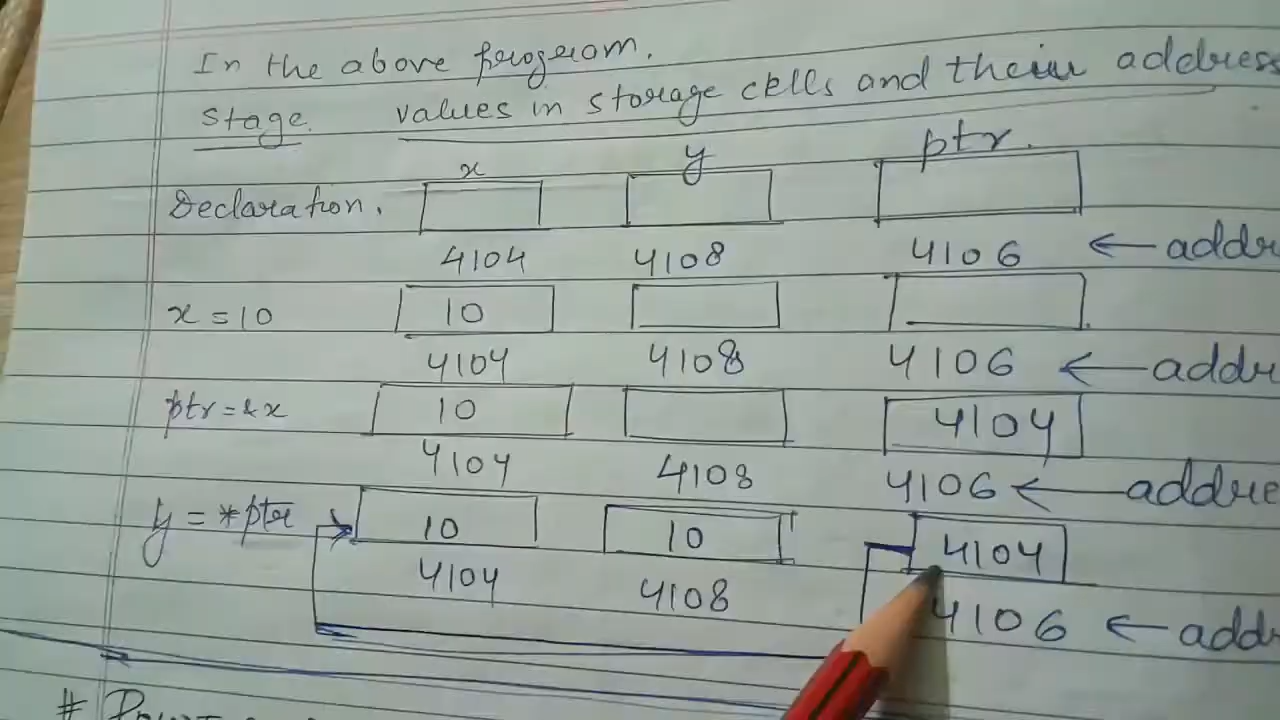 In the above program.
Stage. values in storage cells and their address
x y ptr.
Declaration.
4104 4108 4106 ← addr
x = 10 10
4104 4108 4106 ← addr
ptr = &x 10 4104
4104 4108 4106 ← addre
y = *ptr 10 10 4104
4104 4108 4106 ← addr
#